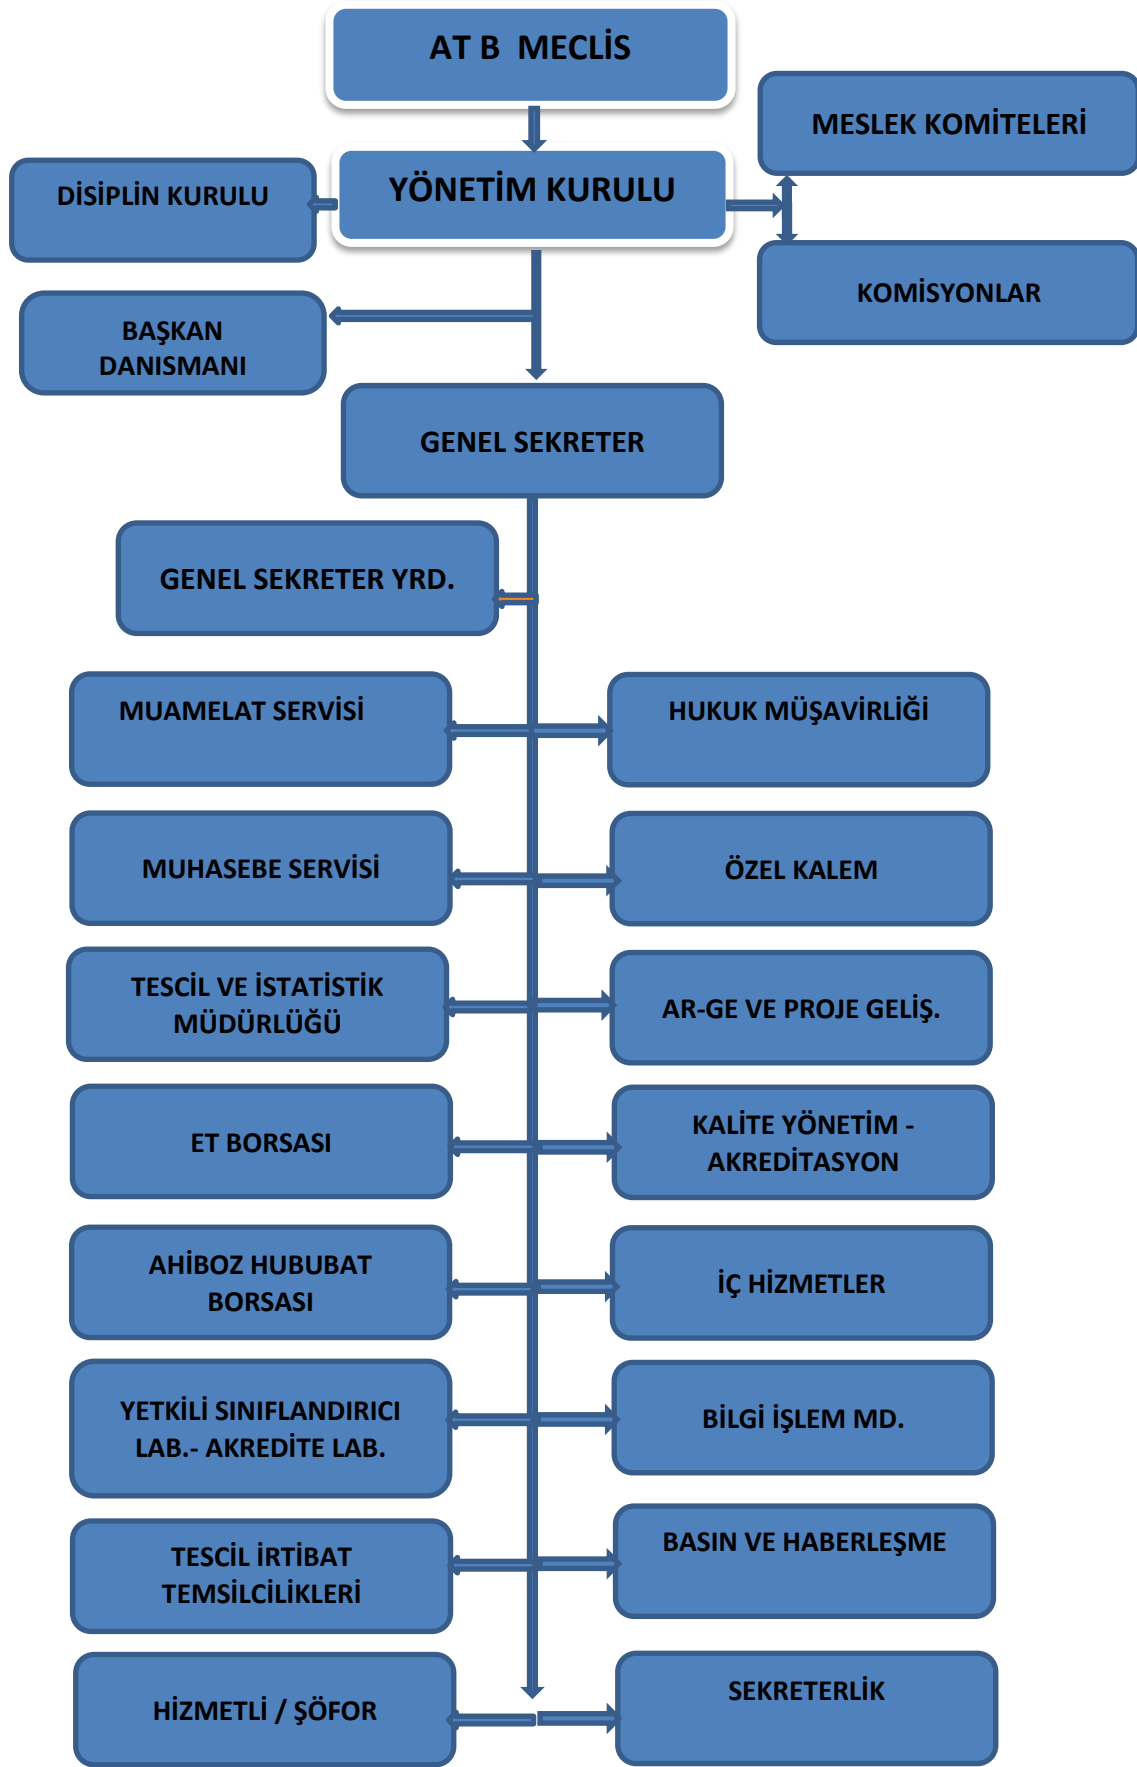 AT B  MECLİS
MESLEK KOMİTELERİ
DİSİPLİN KURULU
YÖNETİM KURULU
KOMİSYONLAR
BAŞKAN
DANISMANI
GENEL SEKRETER
GENEL SEKRETER YRD.
MUAMELAT SERVİSİ
HUKUK MÜŞAVİRLİĞİ
MUHASEBE SERVİSİ
ÖZEL KALEM
TESCİL VE İSTATİSTİK
MÜDÜRLÜĞÜ
AR-GE VE PROJE GELİŞ.
ET BORSASI
KALİTE YÖNETİM -
AKREDİTASYON
AHİBOZ HUBUBAT
BORSASI
İÇ HİZMETLER
YETKİLİ SINIFLANDIRICI
LAB.- AKREDİTE LAB.
BİLGİ İŞLEM MD.
TESCİL İRTİBAT
TEMSİLCİLİKLERİ
BASIN VE HABERLEŞME
HİZMETLİ / ŞÖFOR
SEKRETERLİK